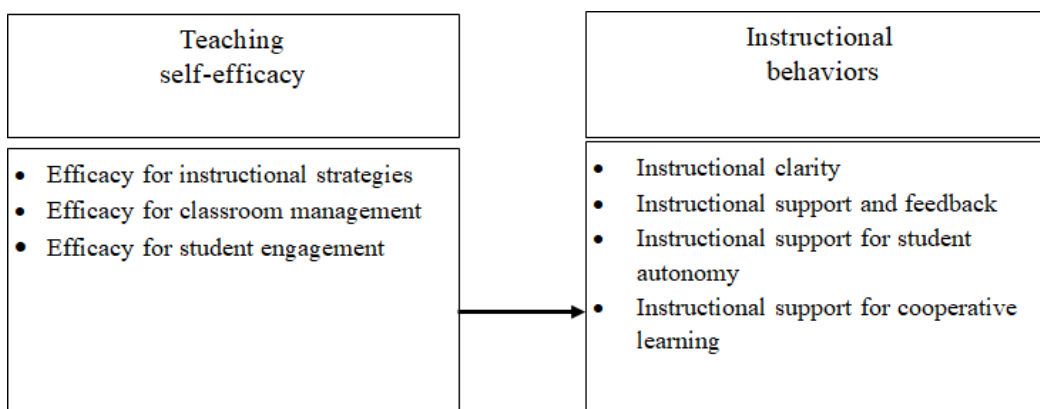 Teaching
self-efficacy
• Efficacy for instructional strategies
• Efficacy for classroom management
• Efficacy for student engagement
Instructional
behaviors
• Instructional clarity
• Instructional support and feedback
• Instructional support for student
autonomy
• Instructional support for cooperative
learning